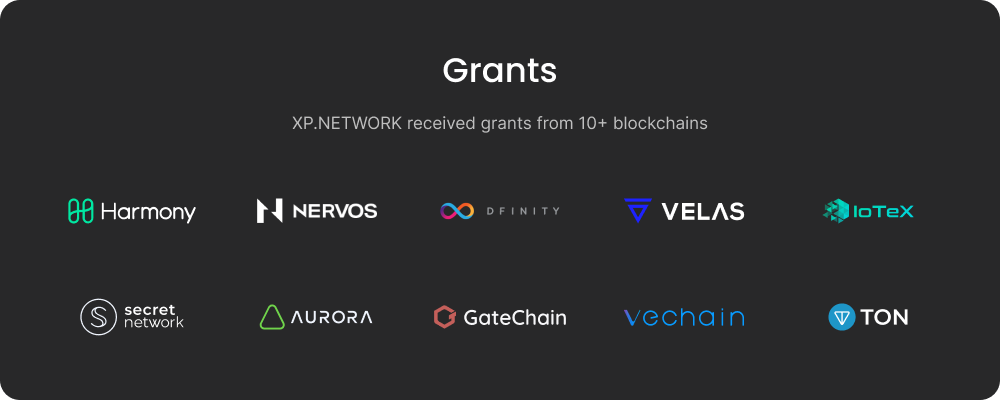 Grants
XP.NETWORK received grants from 10+ blockchains
Harmony
NERVOS
DFINITY
VELAS
IoTeX
secret
network
AURORA
GateChain
vechain
TON